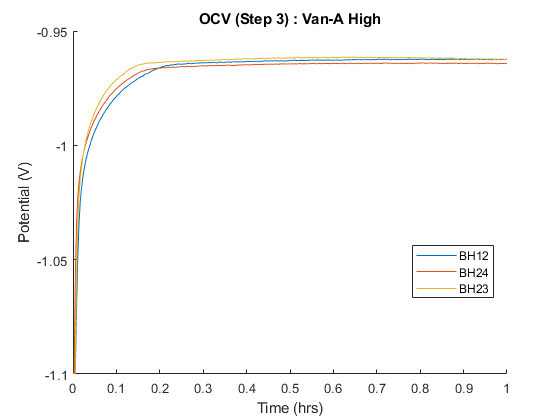 OCV (Step 3) : Van-A High
-0.95
-1
-1.05
-1.1
Potential (V)
BH12
BH24
BH23
0 0.1 0.2 0.3 0.4 0.5 0.6 0.7 0.8 0.9 1
Time (hrs)